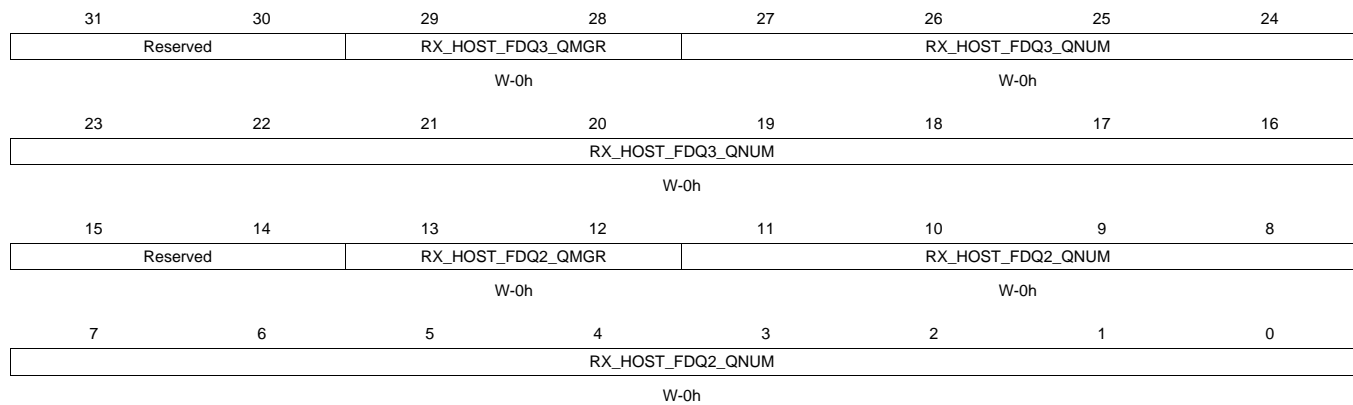 31 30 29 28 27 26 25 24
Reserved RX_HOST_FDQ3_QMGR RX_HOST_FDQ3_QNUM
W-0h W-0h
23 22 21 20 19 18 17 16
RX_HOST_FDQ3_QNUM
W-0h
15 14 13 12 11 10 9 8
Reserved RX_HOST_FDQ2_QMGR RX_HOST_FDQ2_QNUM
W-0h W-0h
7 6 5 4 3 2 1 0
RX_HOST_FDQ2_QNUM
W-0h